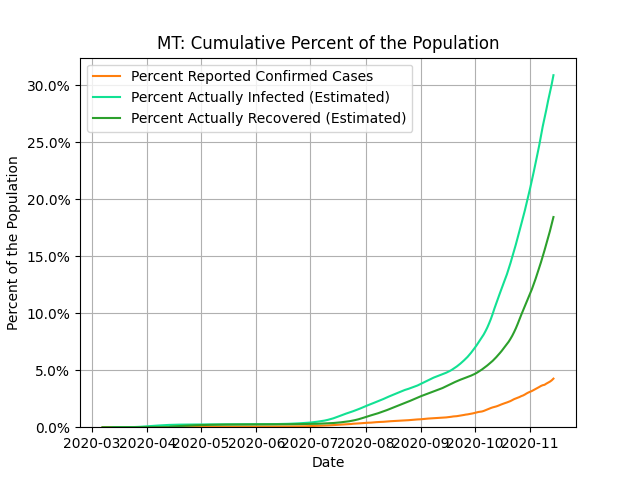 MT: Cumulative Percent of the Population
Percent Reported Confirmed Cases
Percent Actually Infected (Estimated)
Percent Actually Recovered (Estimated)
30.0%
25.0%
20.0%
15.0%
10.0%
5.0%
0.0%
Percent of the Population
2020-03 2020-04 2020-05 2020-06 2020-07 2020-08 2020-09 2020-10 2020-11
Date